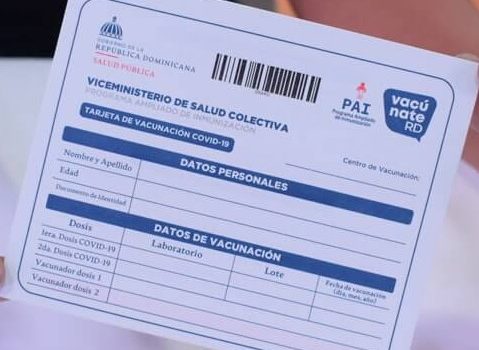 GOBIERNO DE LA
REPÚBLICA DOMINICANA
SALUD PÚBLICA
PAI
Programa Ampliado
de Inmunización
vacú
nate
RD
VICEMINISTERIO DE SALUD COLECTIVA
PROGRAMA AMPLIADO DE INMUNIZACIÓN
TARJETA DE VACUNACIÓN COVID-19
Centro de Vacunación:
DATOS PERSONALES
Nombre y Apellido
Edad
Documento de Identidad
DATOS DE VACUNACIÓN
Dosis
Laboratorio
Lote
Fecha de vacunación
(día, mes, año)
1era. Dosis COVID-19
2da. Dosis COVID-19
Vacunador dosis 1
Vacunador dosis 2